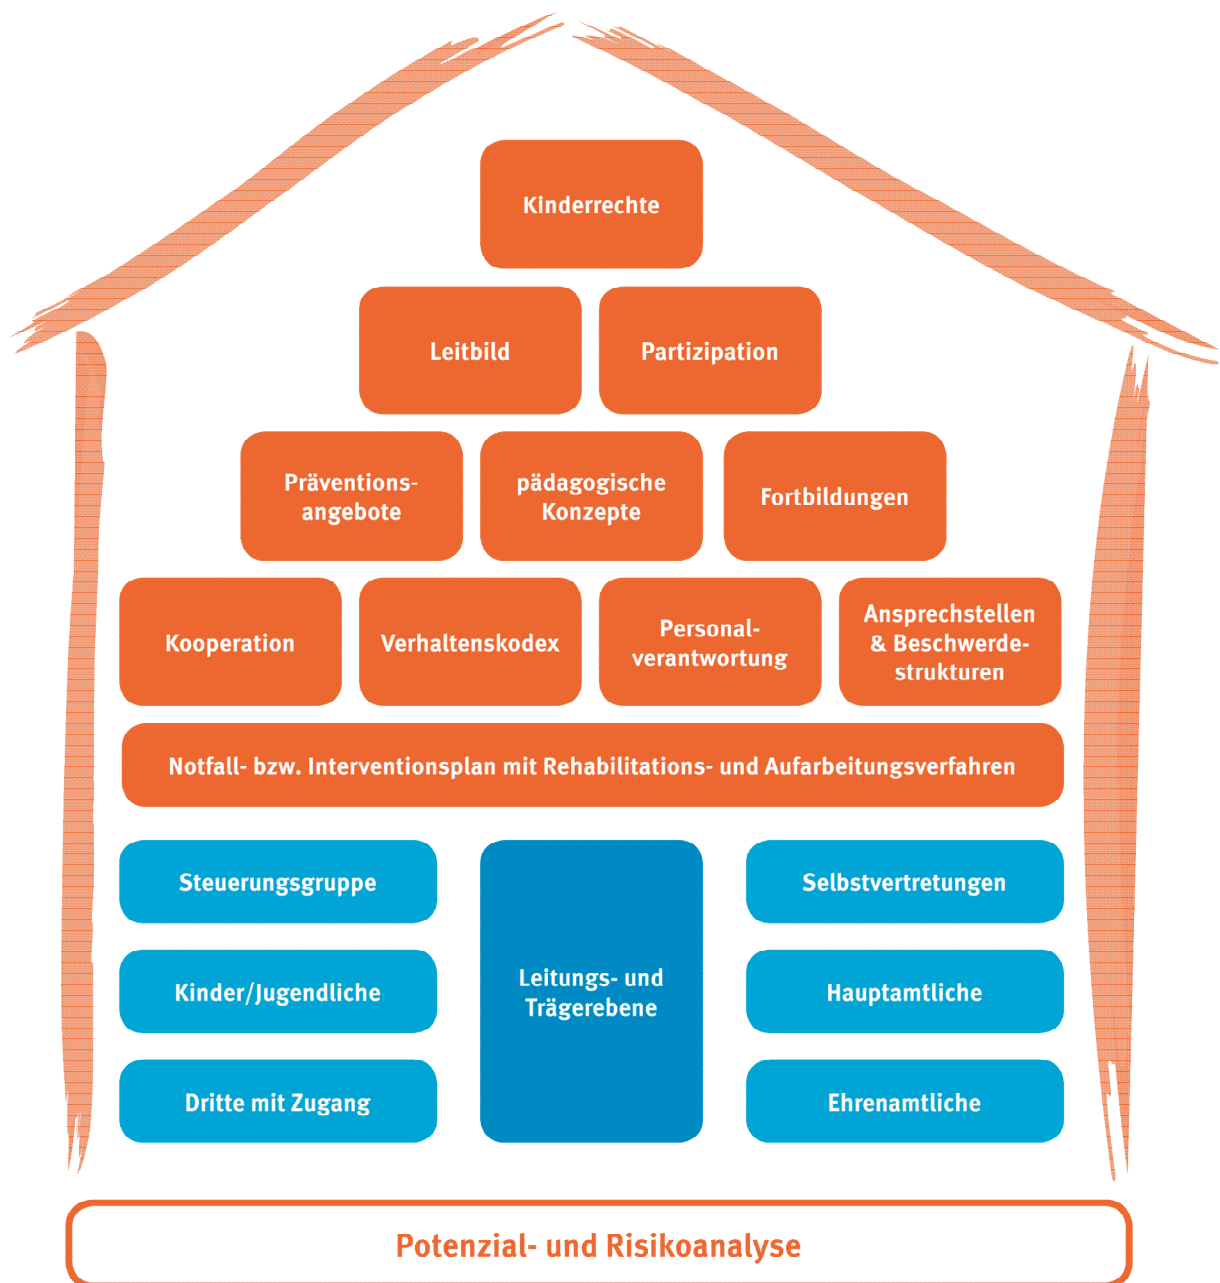 Kinderrechte
Leitbild
Partizipation
Präventions-
angebote
pädagogische
Konzepte
Fortbildungen
Kooperation
Verhaltenskodex
Personal-
verantwortung
Ansprechstellen
& Beschwerde-
strukturen
Notfall- bzw. Interventionsplan mit Rehabilitations- und Aufarbeitungsverfahren
Steuerungsgruppe
Kinder/Jugendliche
Dritte mit Zugang
Leitungs- und
Trägerebene
Selbstvertretungen
Hauptamtliche
Ehrenamtliche
Potenzial- und Risikoanalyse